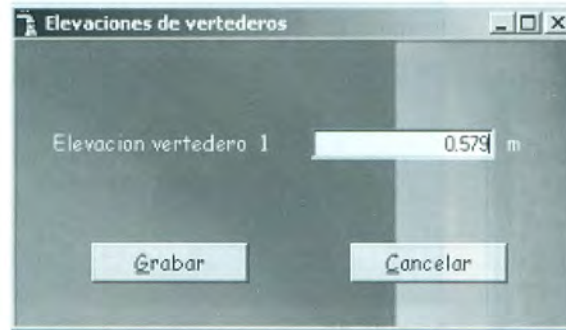 Elevaciones de vertederos
Elevacion vertedero 1 0.579 m
Grabar Cancelar